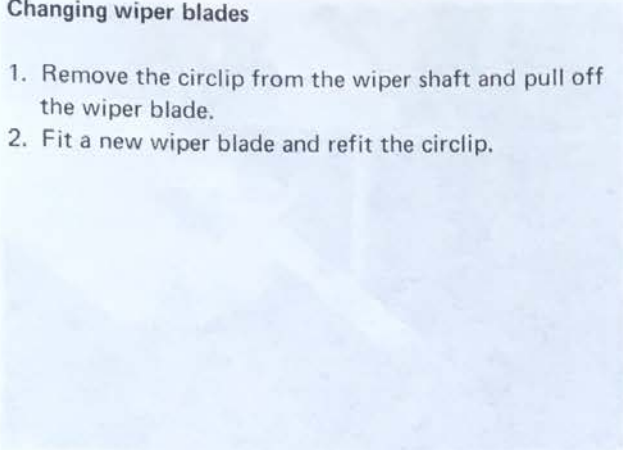 Changing wiper blades
1. Remove the circlip from the wiper shaft and pull off
the wiper blade.
2. Fit a new wiper blade and refit the circlip.